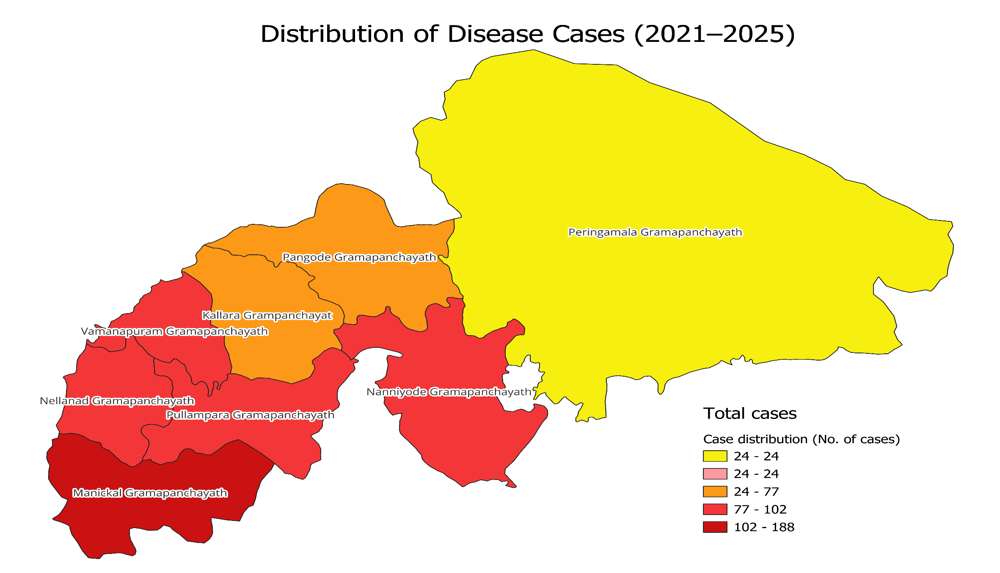 Distribution of Disease Cases (2021–2025)
Peringamala Gramapanchayath
Pangode Gramapanchayath
Kallara Grampanchayat
Vamanapuram Gramapanchayath
Nanniyode Gramapanchayath
Nellanad Gramapanchayath
Pullampara Gramapanchayath
Manickal Gramapanchayath
Total cases
Case distribution (No. of cases)
24 - 24
24 - 24
24 - 77
77 - 102
102 - 188